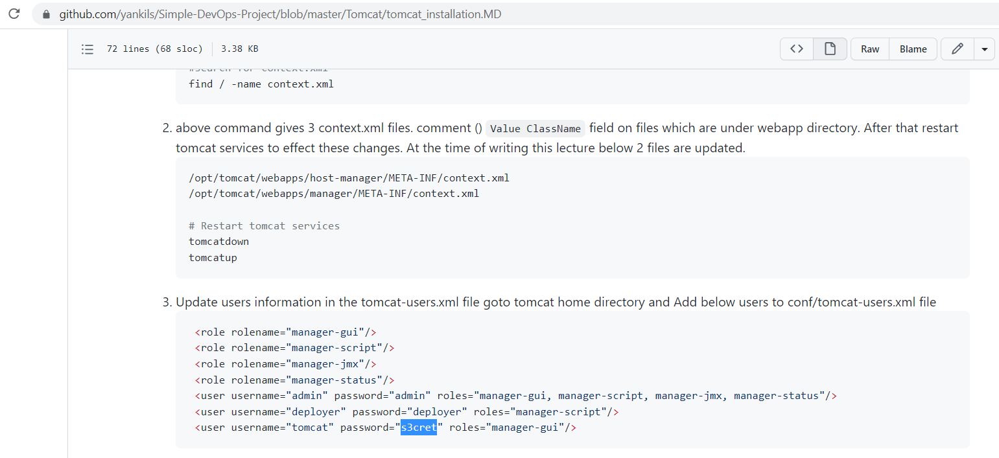 github.com/yankils/Simple-DevOps-Project/blob/master/Tomcat/tomcat_installation.MD
72 lines (68 sloc) 3.38 KB
Raw Blame
#search for context.xml
find / -name context.xml
2. above command gives 3 context.xml files. comment () Value ClassName field on files which are under webapp directory. After that restart
tomcat services to effect these changes. At the time of writing this lecture below 2 files are updated.
/opt/tomcat/webapps/host-manager/META-INF/context.xml
/opt/tomcat/webapps/manager/META-INF/context.xml
# Restart tomcat services
tomcatdown
tomcatup
3. Update users information in the tomcat-users.xml file goto tomcat home directory and Add below users to conf/tomcat-users.xml file
<role rolename="manager-gui"/>
<role rolename="manager-script"/>
<role rolename="manager-jmx"/>
<role rolename="manager-status"/>
<user username="admin" password="admin" roles="manager-gui, manager-script, manager-jmx, manager-status"/>
<user username="deployer" password="deployer" roles="manager-script"/>
<user username="tomcat" password="s3cret" roles="manager-gui"/>